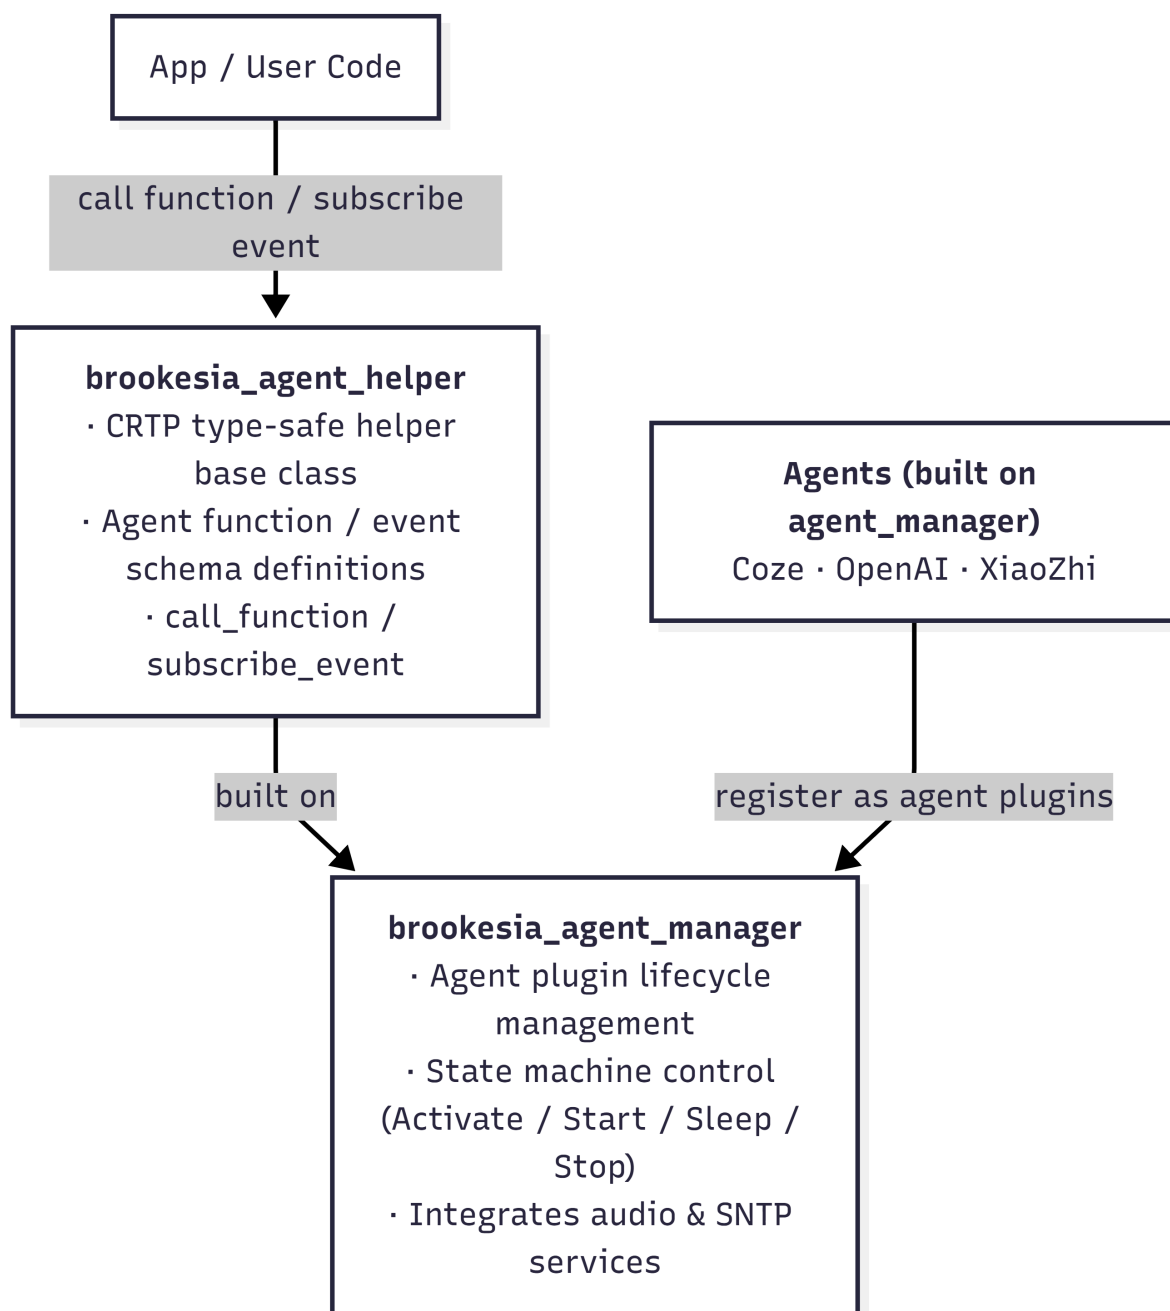 App / User Code
call function / subscribe
event
brookesia_agent_helper
· CRTP type-safe helper
base class
· Agent function / event
schema definitions
· call_function /
subscribe_event
Agents (built on
agent_manager)
Coze · OpenAI · XiaoZhi
built on
register as agent plugins
brookesia_agent_manager
· Agent plugin lifecycle
management
· State machine control
(Activate / Start / Sleep /
Stop)
· Integrates audio & SNTP
services